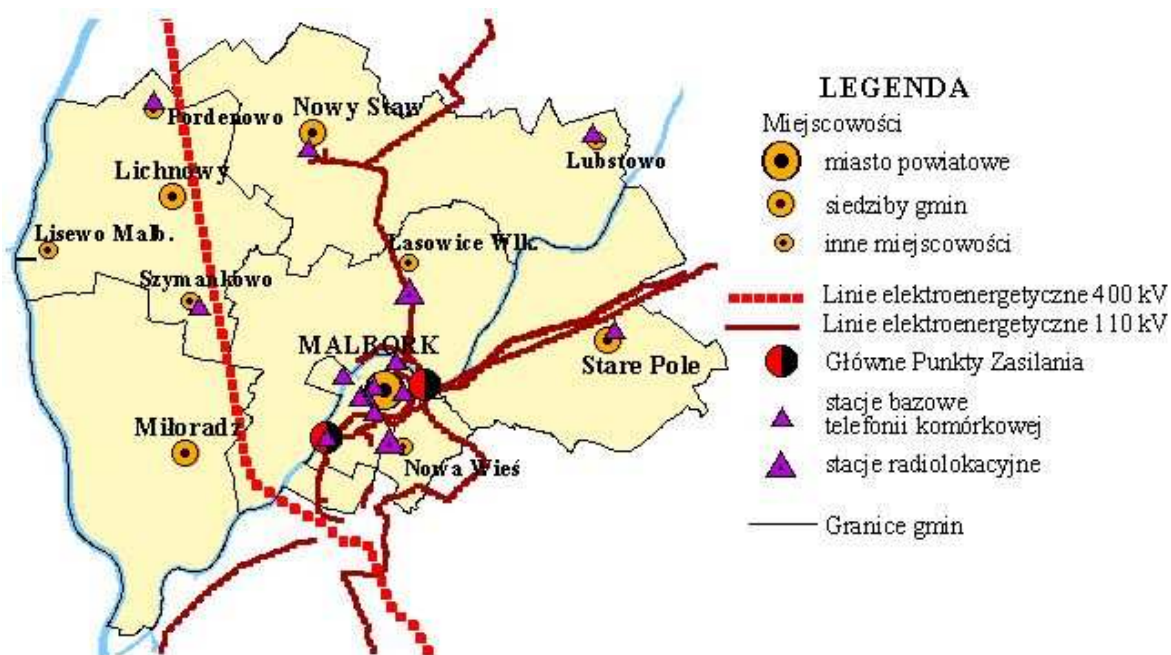 Nowy Staw
Pordenowo
Lubstowo
Lichnowy
Lisewo Malb.
Lasowice Wlk.
Szymankowo
MALBORK
Stare Pole
Miloradz
Nowa Wieś
LEGENDA
Miejscowości
miasto powiatowe
siedziby gmin
inne miejscowości
Linie elektroenergetyczne 400 kV
Linie elektroenergetyczne 110 kV
Główne Punkty Zasilania
stacje bazowe
telefonii komórkowej
stacje radiolokacyjne
Granice gmin